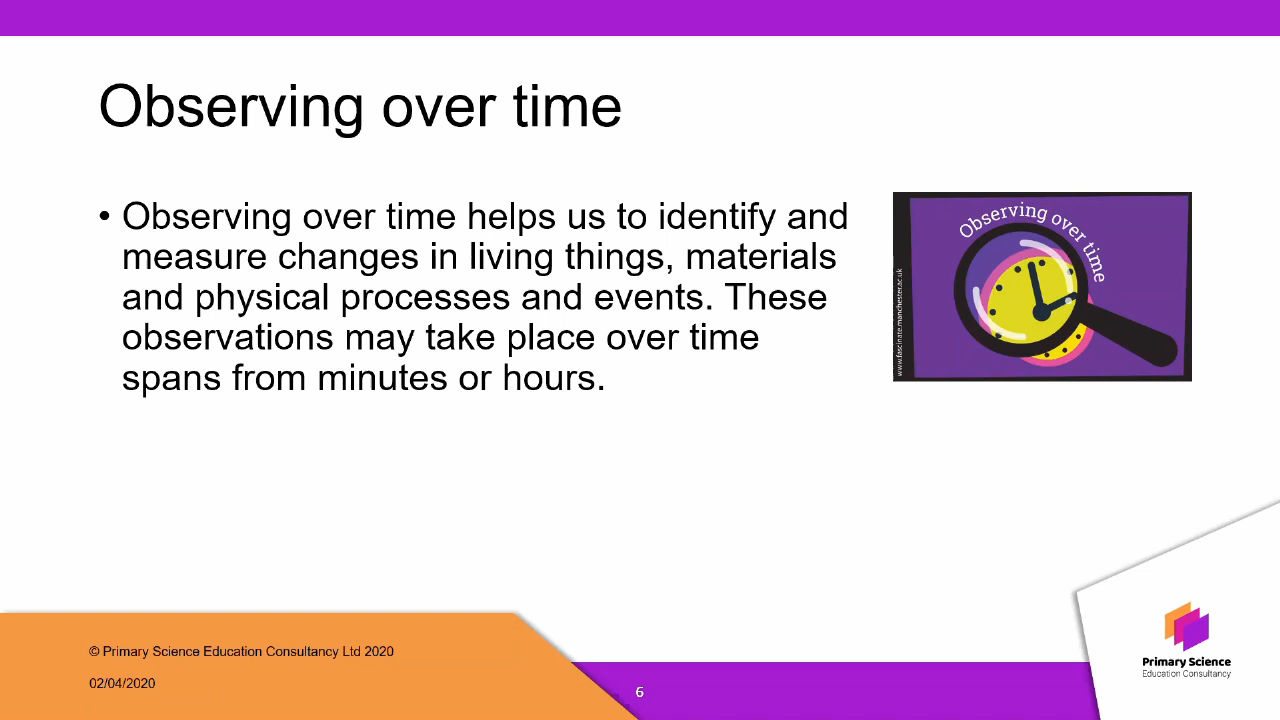 Observing over time
• Observing over time helps us to identify and
measure changes in living things, materials
and physical processes and events. These
observations may take place over time
spans from minutes or hours.
Observing over time
www.fascinate.manchester.ac.uk
© Primary Science Education Consultancy Ltd 2020
02/04/2020
6
Primary Science
Education Consultancy